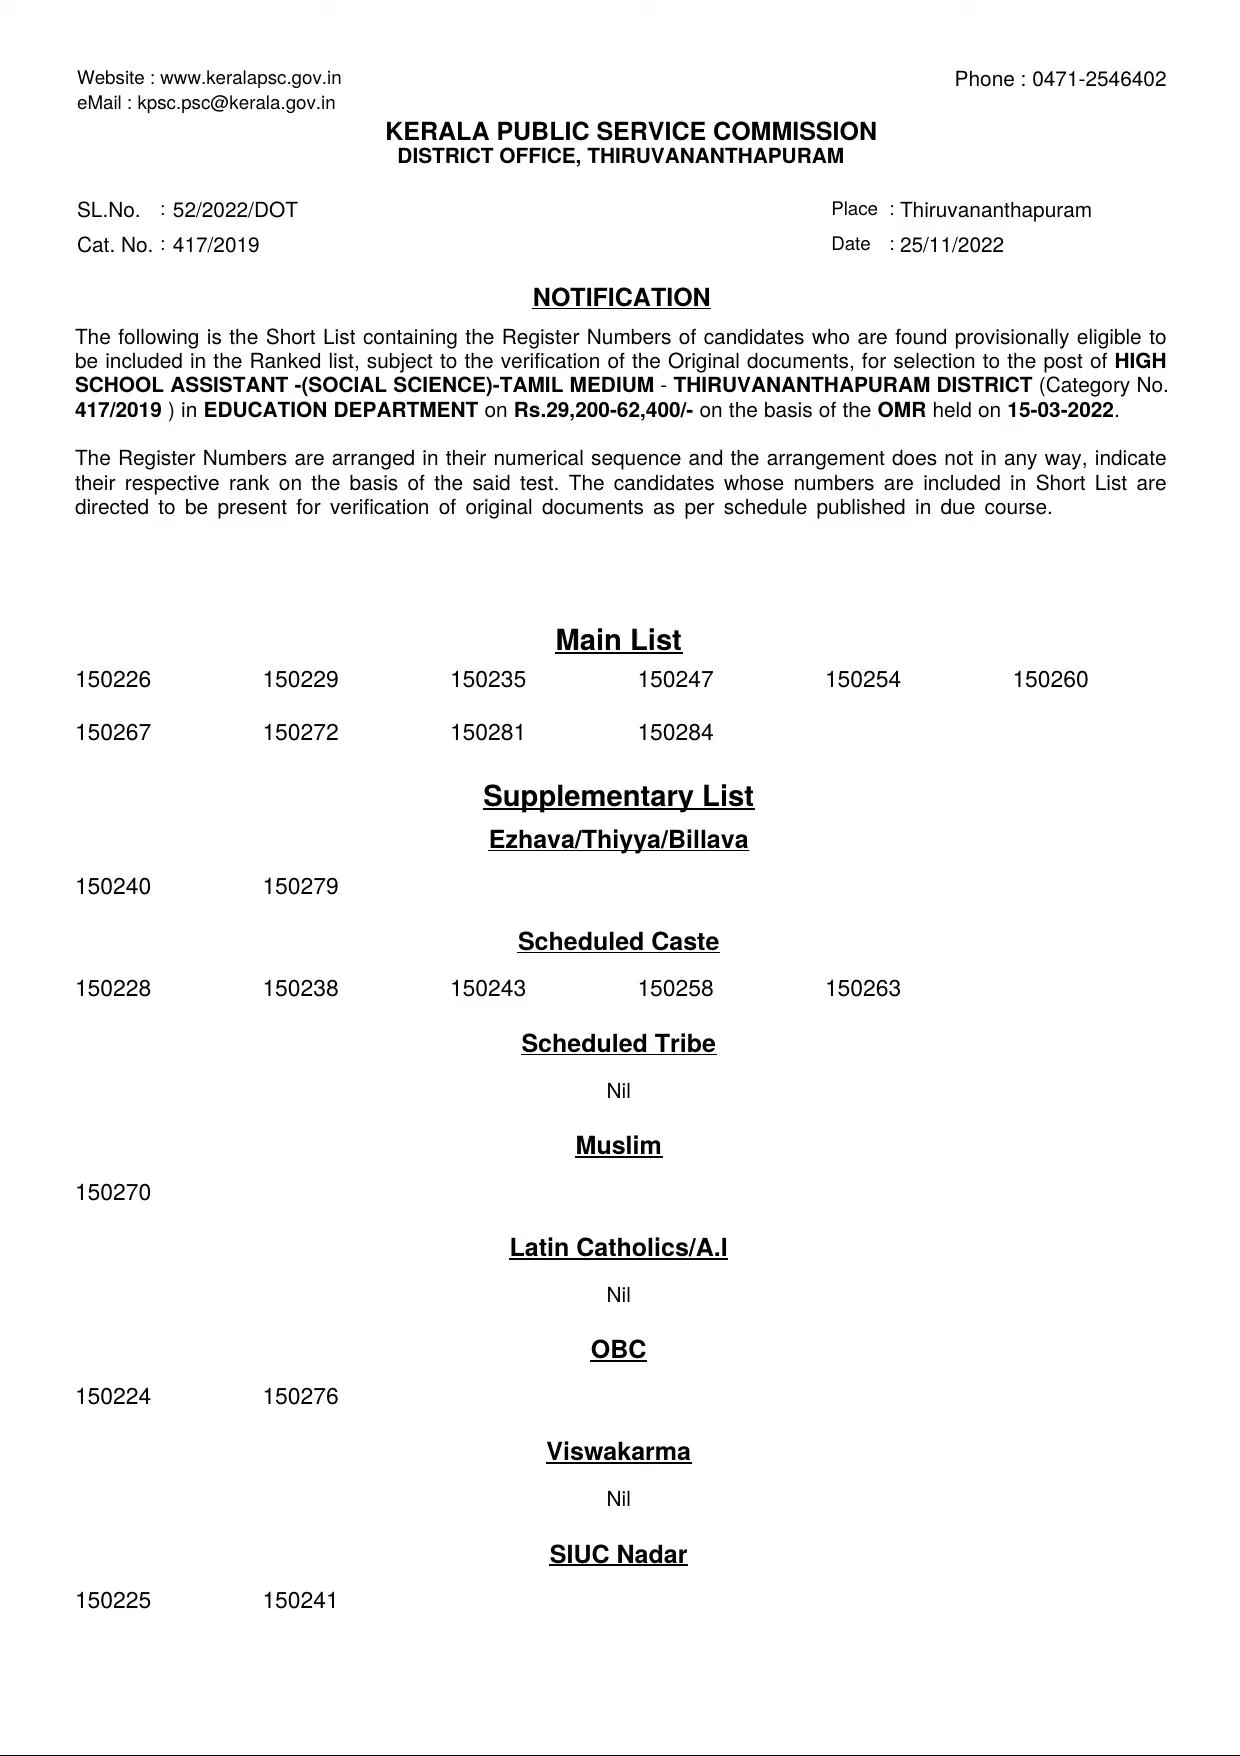 Website : www.keralapsc.gov.in
Phone : 0471-2546402
eMail : kpsc.psc@kerala.gov.in
KERALA PUBLIC SERVICE COMMISSION
DISTRICT OFFICE, THIRUVANANTHAPURAM
SL.No. : 52/2022/DOT
Place : Thiruvananthapuram
Cat. No. : 417/2019
Date : 25/11/2022
NOTIFICATION
The following is the Short List containing the Register Numbers of candidates who are found provisionally eligible to
be included in the Ranked list, subject to the verification of the Original documents, for selection to the post of HIGH
SCHOOL ASSISTANT -(SOCIAL SCIENCE)-TAMIL MEDIUM - THIRUVANANTHAPURAM DISTRICT (Category No.
417/2019 ) in EDUCATION DEPARTMENT on Rs.29,200-62,400/- on the basis of the OMR held on 15-03-2022.
The Register Numbers are arranged in their numerical sequence and the arrangement does not in any way, indicate
their respective rank on the basis of the said test. The candidates whose numbers are included in Short List are
directed to be present for verification of original documents as per schedule published in due course.
Main List
150226 150229 150235 150247 150254 150260
150267 150272 150281 150284
Supplementary List
Ezhava/Thiyya/Billava
150240 150279
Scheduled Caste
150228 150238 150243 150258 150263
Scheduled Tribe
Nil
Muslim
150270
Latin Catholics/A.I
Nil
OBC
150224 150276
Viswakarma
Nil
SIUC Nadar
150225 150241